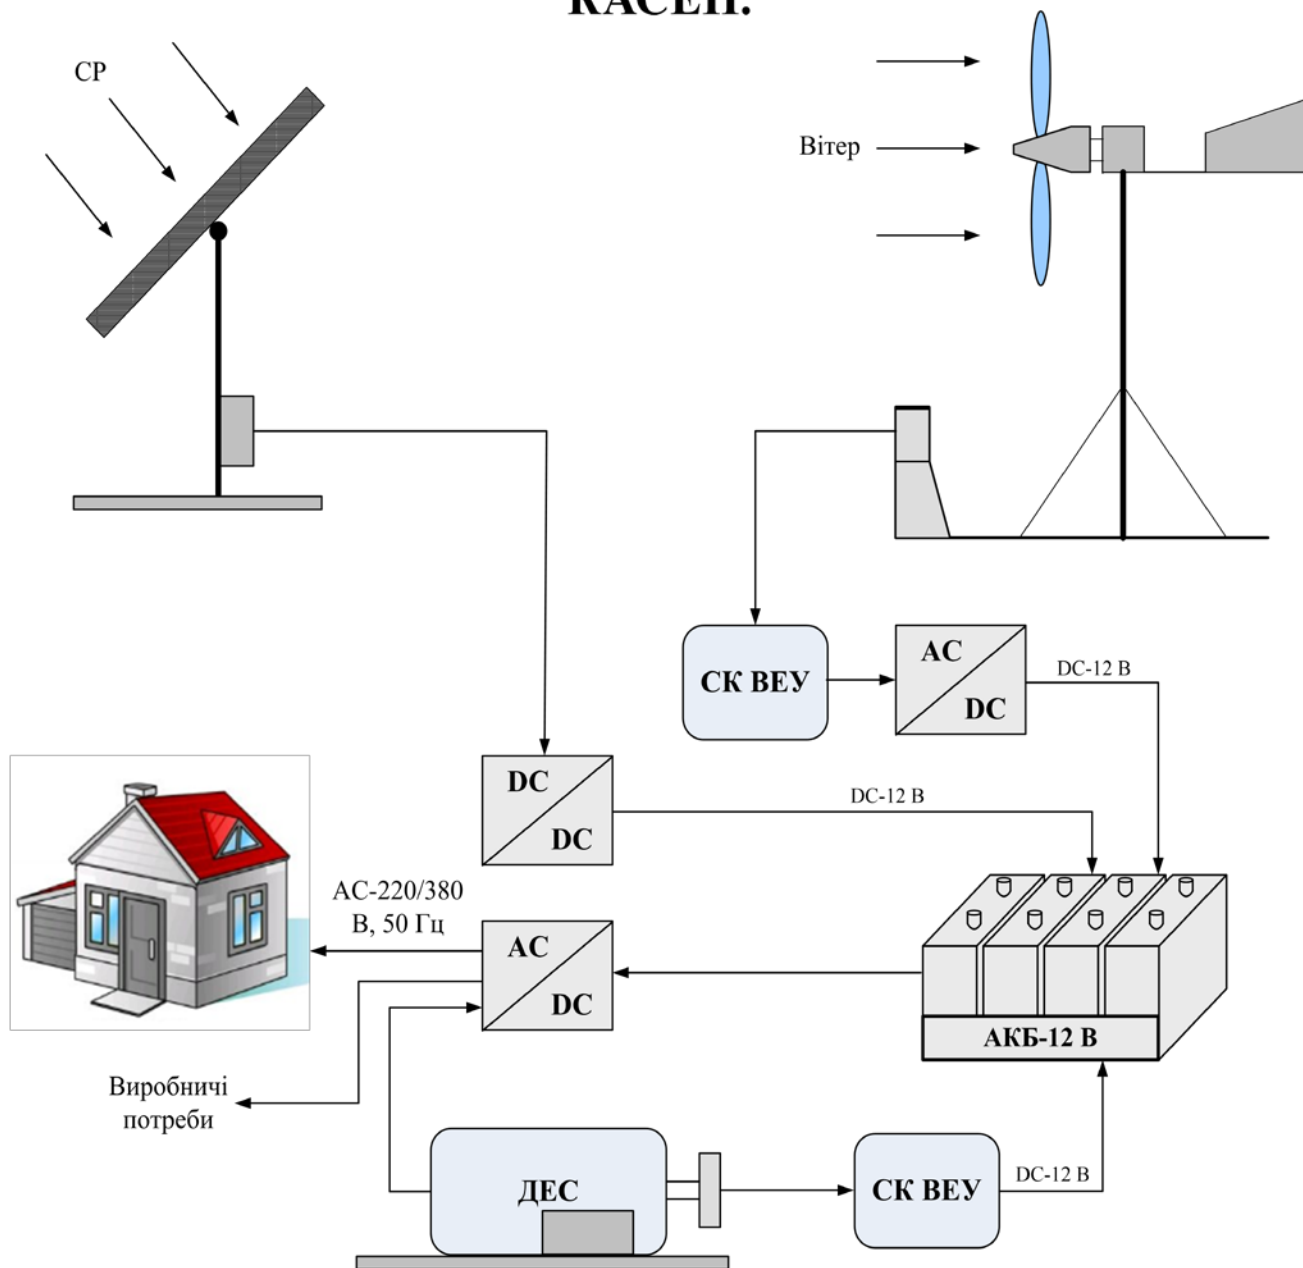 КАСЕП.
СР
Вітер
СК ВЕУ
AC
DC
DC-12 В
DC
DC
DC-12 В
AC-220/380
В, 50 Гц
AC
DC
АКБ-12 В
Виробничі
потреби
ДЕС
СК ВЕУ
DC-12 В